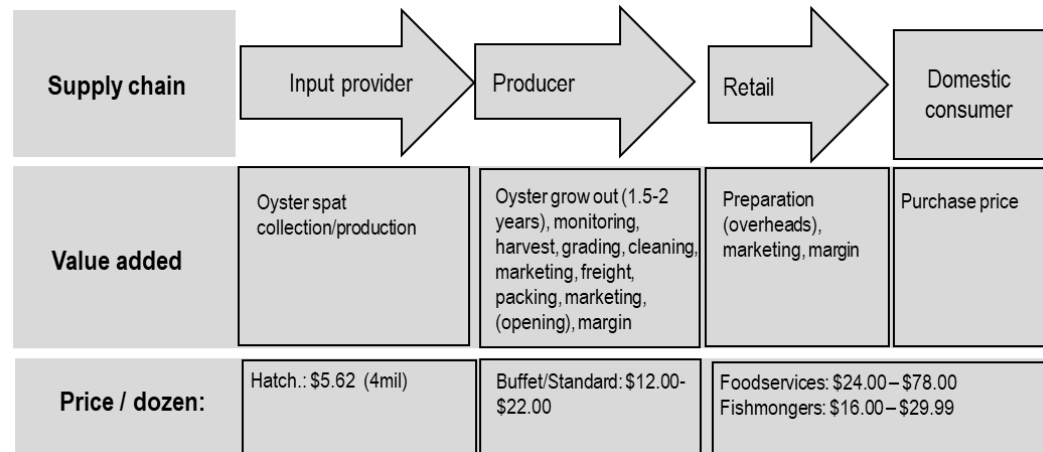 Supply chain
Input provider
Producer
Retail
Domestic
consumer
Value added
Oyster spat
collection/production
Oyster grow out (1.5-2
years), monitoring,
harvest, grading, cleaning,
marketing, freight,
packing, marketing,
(opening), margin
Preparation
(overheads),
marketing, margin
Purchase price
Price / dozen:
Hatch.: $5.62 (4mil)
Buffet/Standard: $12.00-
$22.00
Foodservices: $24.00 – $78.00
Fishmongers: $16.00 – $29.99